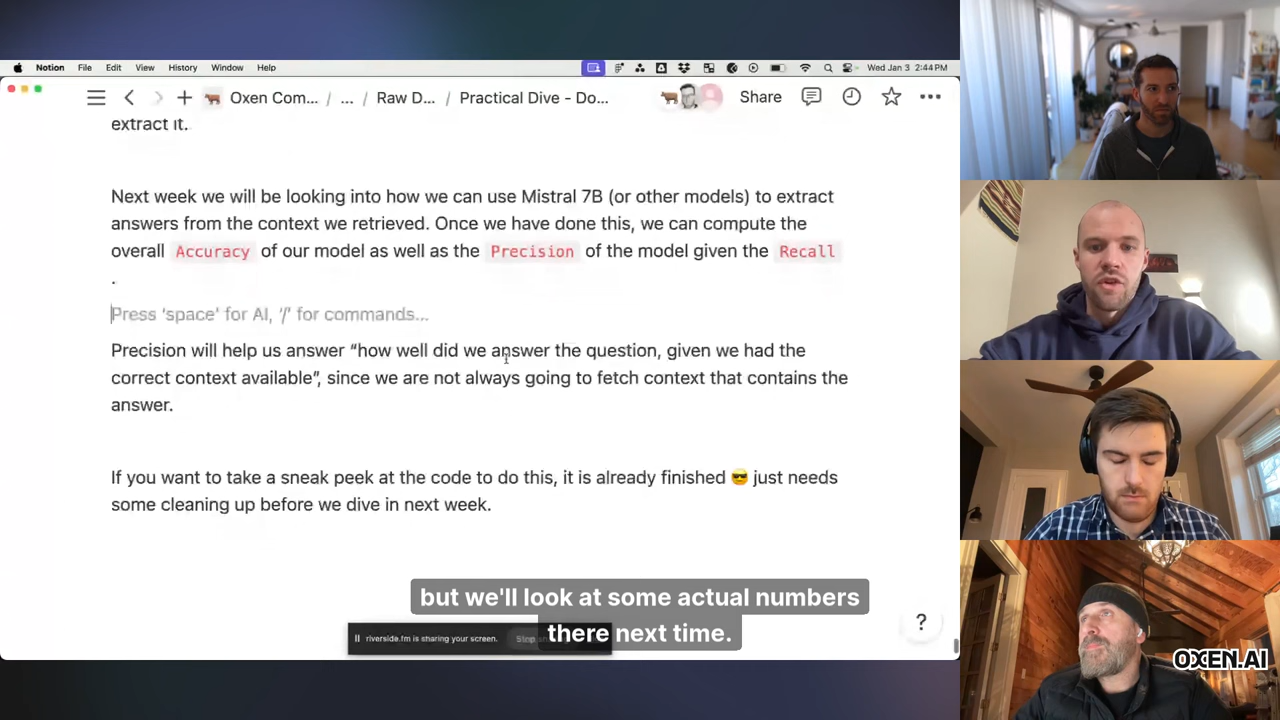 Notion File Edit View History Window Help Wed Jan 3 2:44 PM
Oxen Com... / ... / Raw D... / Practical Dive - Do... Share
extract it.
Next week we will be looking into how we can use Mistral 7B (or other models) to extract
answers from the context we retrieved. Once we have done this, we can compute the
overall Accuracy of our model as well as the Precision of the model given the Recall
.
Press 'space' for AI, '/' for commands...
Precision will help us answer “how well did we answer the question, given we had the
correct context available”, since we are not always going to fetch context that contains the
answer.
If you want to take a sneak peek at the code to do this, it is already finished 😎 just needs
some cleaning up before we dive in next week.
but we'll look at some actual numbers
there next time.
?
riverside.fm is sharing your screen.
OXEN.AI